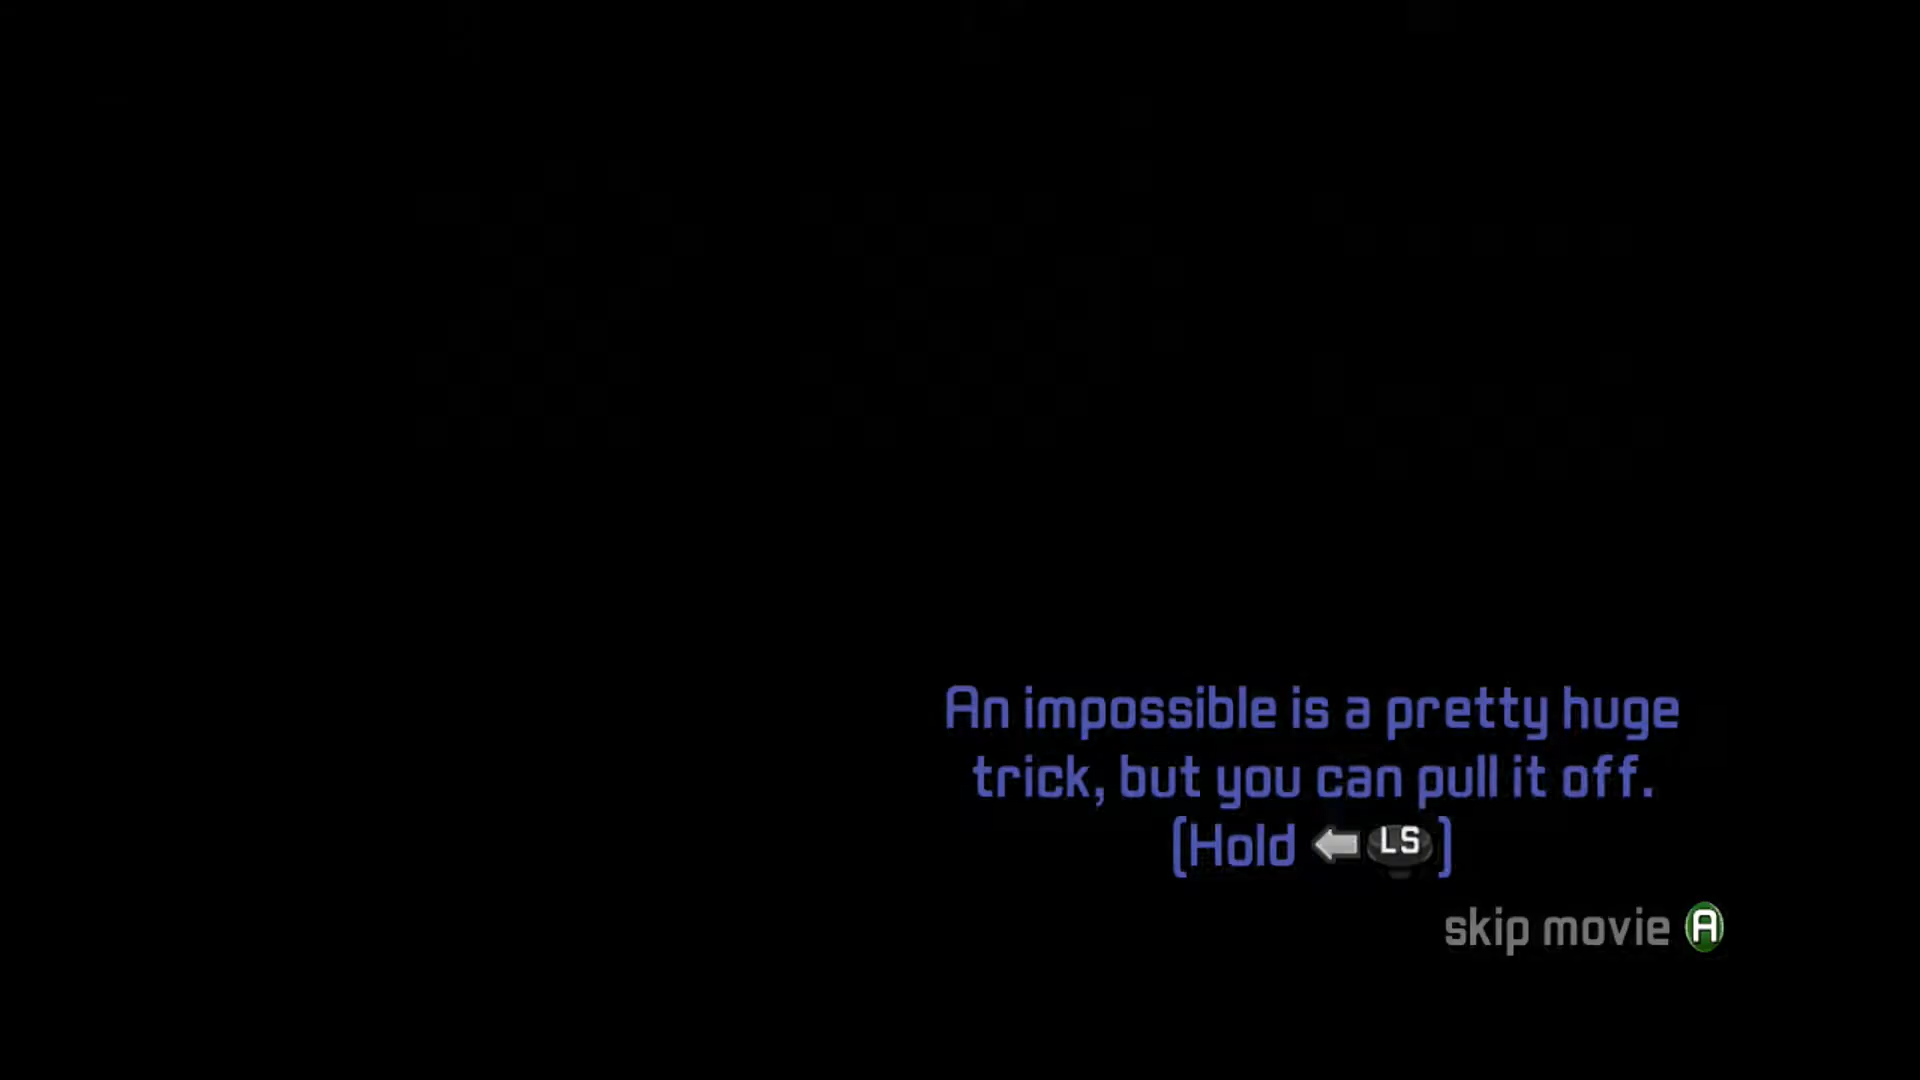 An impossible is a pretty huge
trick, but you can pull it off.
[Hold LS]
skip movie A